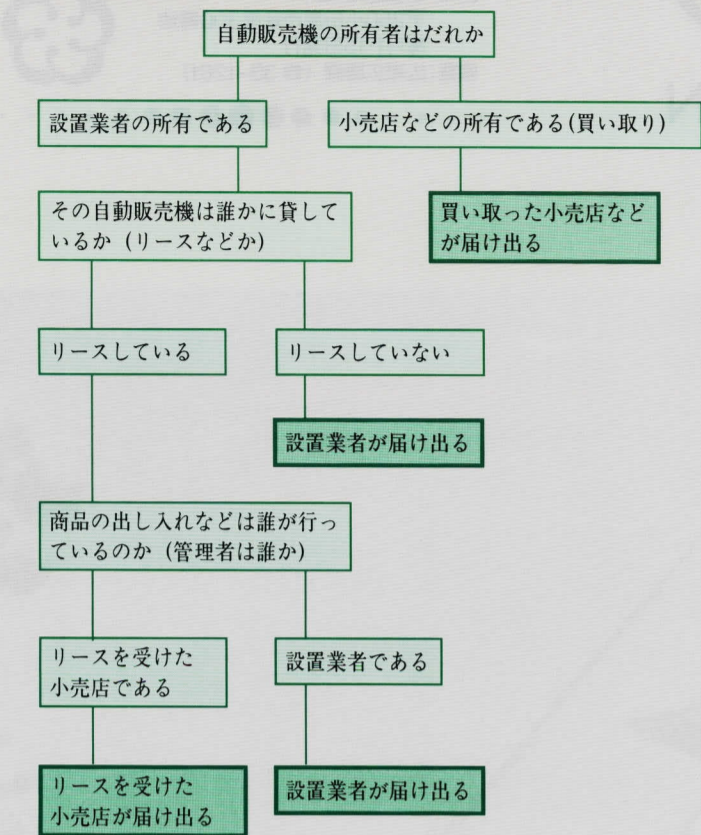 自動販売機の所有者はだれか
設置業者の所有である
小売店などの所有である(買い取り)
その自動販売機は誰かに貸して
いるか(リースなどか)
買い取った小売店など
が届け出る
リースしている
リースしていない
設置業者が届け出る
商品の出し入れなどは誰が行っ
ているのか(管理者は誰か)
リースを受けた
小売店である
設置業者である
リースを受けた
小売店が届け出る
設置業者が届け出る